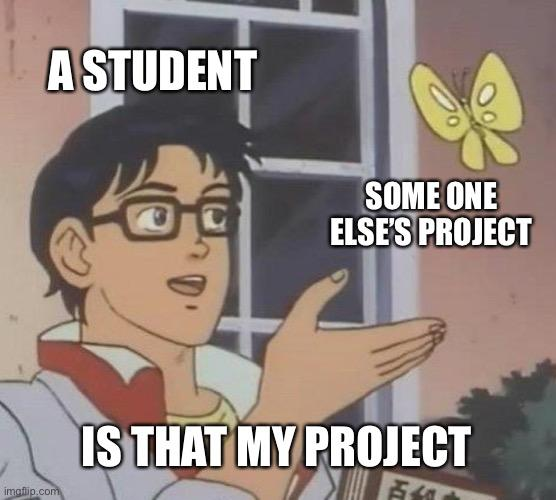 A STUDENT
SOME ONE
ELSE'S PROJECT
IS THAT MY PROJECT
imgflip.com